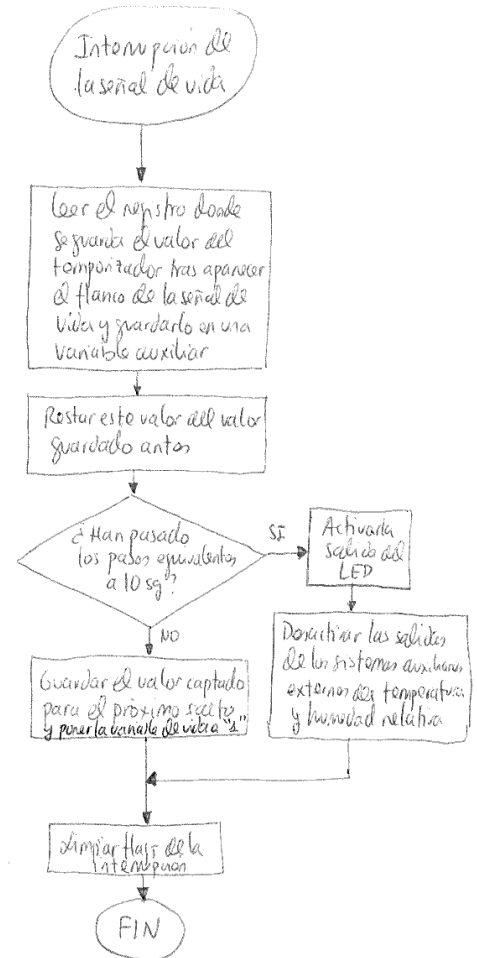 Interrupción de
la señal de vida
Leer el registro donde
se guarda el valor del
temporizador tras aparecer
el flanco de la señal de
vida y guardarlo en una
variable auxiliar
Restar este valor del valor
guardado antes
¿Han pasado
los pasos equivalentes
a 10 sg?
SI
Activar la
salida del
LED
NO
Desactivar las salidas
de los sistemas auxiliares
externos de temperatura
y humedad relativa
Guardar el valor captado
para el próximo salto
y poner la variable de vida a "1"
Limpiar flag de la
interrupción
FIN